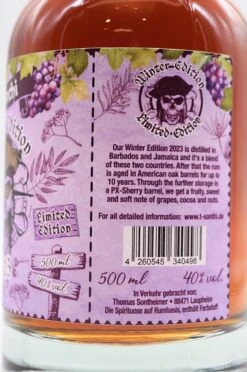 Winter Edition
Limited-Edition
Our Winter Edition 2023 is distilled in
Barbados and Jamaica and it's a blend
of these two countries. After that the rum
is aged in American oak barrels for up
to 10 years. Through the further storage
in a PX-Sherry barrel, we get a fruity, sweet
and soft note of grapes, cocoa and nuts.
For all detailed information: www.t-sonthi.de
Limited
Edition
500 ml
40% vol.
4 260545 340498
500 ml
40% vol.
In Verkehr gebracht von:
Thomas Sontheimer • 88471 Laupheim
Die Spirituose auf Rumbasis, enthält Farbstoff